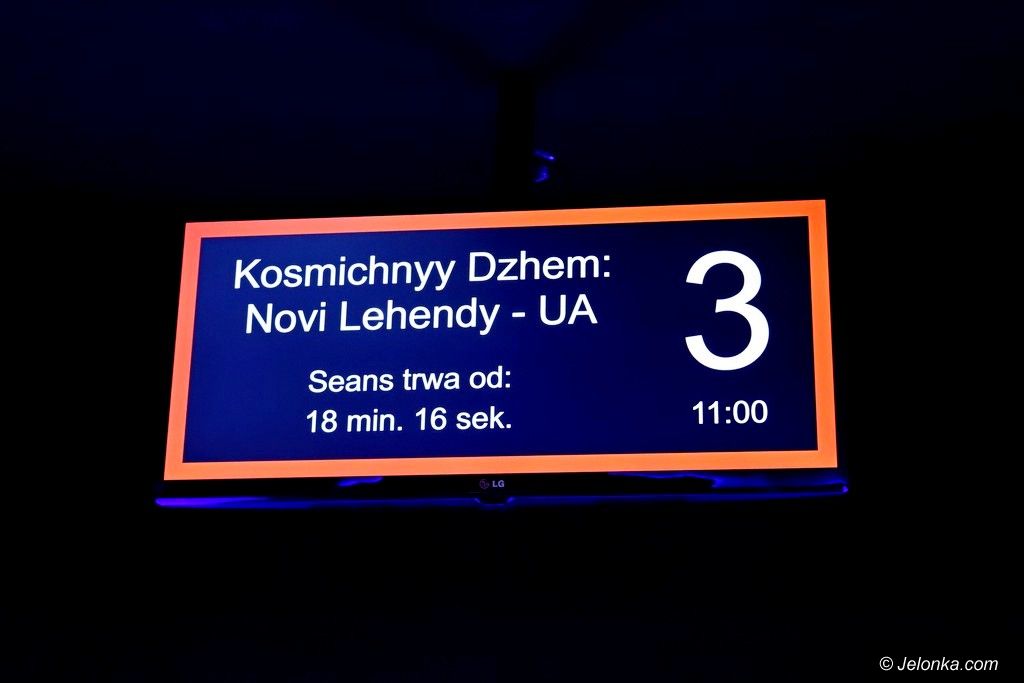 Kosmichnyy Dzhem:
Novi Lehendy - UA
3
Seans trwa od:
18 min. 16 sek.
11:00
LG
© Jelonka.com